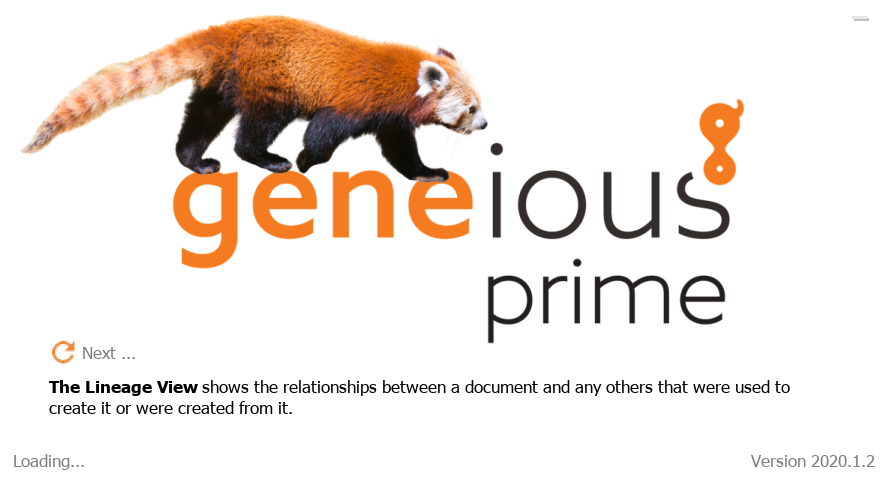 geneious
prime
Next ...
The Lineage View shows the relationships between a document and any others that were used to
create it or were created from it.
Loading...
Version 2020.1.2